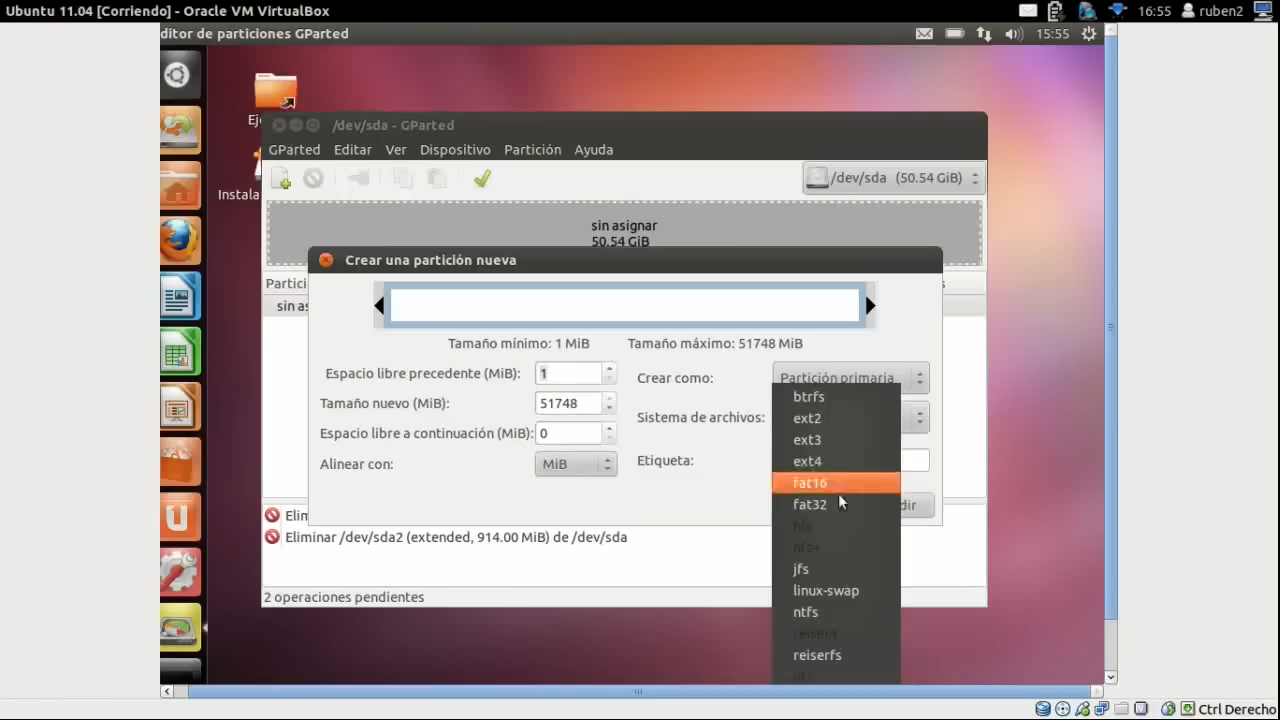 Ubuntu 11.04 [Corriendo] - Oracle VM VirtualBox
16:55
ruben2
ditor de particiones GParted
15:55
Eje
Instala
/dev/sda - GParted
GParted Editar Ver Dispositivo Partición Ayuda
/dev/sda (50.54 GiB)
sin asignar
50.54 GiB
Partici
sin as
Crear una partición nueva
Tamaño mínimo: 1 MiB
Tamaño máximo: 51748 MiB
Espacio libre precedente (MiB): 1
Tamaño nuevo (MiB): 51748
Espacio libre a continuación (MiB): 0
Alinear con: MiB
Crear como: Partición primaria
Sistema de archivos:
Etiqueta:
btrfs
ext2
ext3
ext4
fat16
fat32
hfs
hfs+
jfs
linux-swap
ntfs
reiser4
reiserfs
dir
Elim
Eliminar /dev/sda2 (extended, 914.00 MiB) de /dev/sda
2 operaciones pendientes
Ctrl Derecho